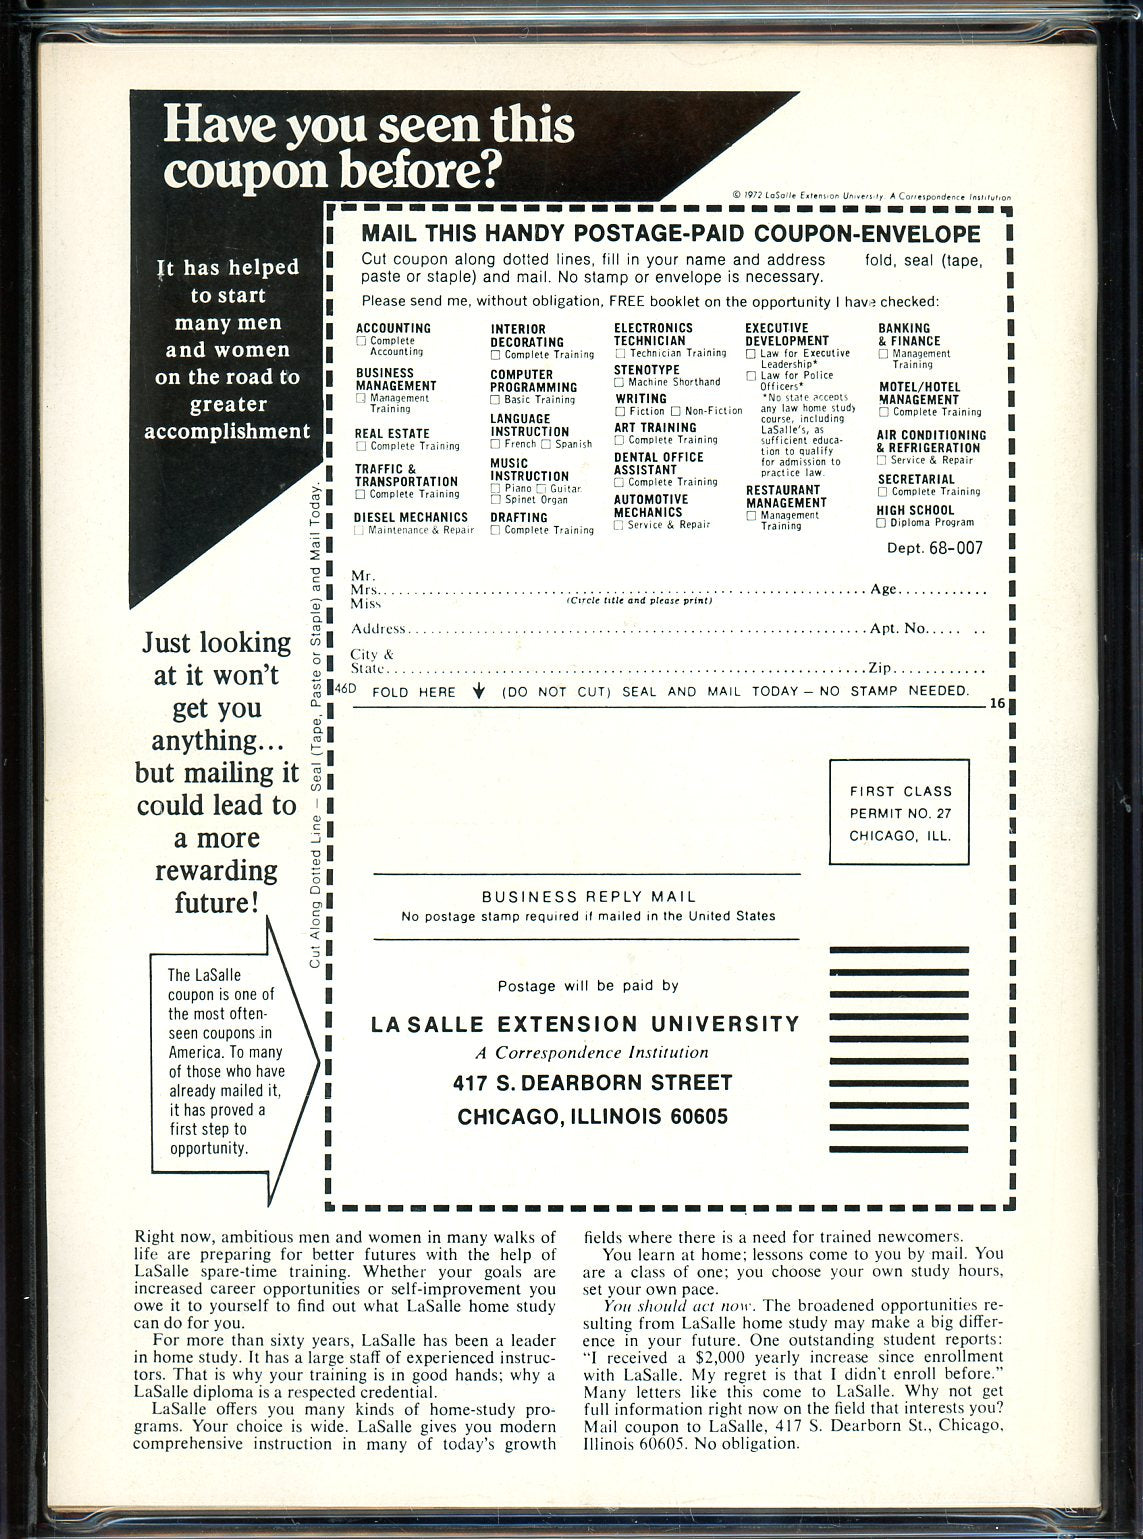 Have you seen this
coupon before?
© 1972 LaSalle Extension University. A Correspondence Institution
It has helped
to start
many men
and women
on the road to
greater
accomplishment
MAIL THIS HANDY POSTAGE-PAID COUPON-ENVELOPE
Cut coupon along dotted lines, fill in your name and address fold, seal (tape,
paste or staple) and mail. No stamp or envelope is necessary.
Please send me, without obligation, FREE booklet on the opportunity I have checked:
ACCOUNTING
☐ Complete
Accounting
BUSINESS
MANAGEMENT
☐ Management
Training
REAL ESTATE
☐ Complete Training
TRAFFIC &
TRANSPORTATION
☐ Complete Training
DIESEL MECHANICS
☐ Maintenance & Repair
INTERIOR
DECORATING
☐ Complete Training
COMPUTER
PROGRAMMING
☐ Basic Training
LANGUAGE
INSTRUCTION
☐ French ☐ Spanish
MUSIC
INSTRUCTION
☐ Piano ☐ Guitar
☐ Spinet Organ
DRAFTING
☐ Complete Training
ELECTRONICS
TECHNICIAN
☐ Technician Training
STENOTYPE
☐ Machine Shorthand
WRITING
☐ Fiction ☐ Non-Fiction
ART TRAINING
☐ Complete Training
DENTAL OFFICE
ASSISTANT
☐ Complete Training
AUTOMOTIVE
MECHANICS
☐ Service & Repair
EXECUTIVE
DEVELOPMENT
☐ Law for Executive
Leadership*
☐ Law for Police
Officers*
*No state accepts
any law home study
course, including
LaSalle's, as
sufficient educa-
tion to qualify
for admission to
practice law.
RESTAURANT
MANAGEMENT
☐ Management
Training
BANKING
& FINANCE
☐ Management
Training
MOTEL/HOTEL
MANAGEMENT
☐ Complete Training
AIR CONDITIONING
& REFRIGERATION
☐ Service & Repair
SECRETARIAL
☐ Complete Training
HIGH SCHOOL
☐ Diploma Program
Dept. 68-007
Mr.
Mrs. Age
Miss (Circle title and please print)
Address Apt. No.
City &
State Zip
46D FOLD HERE ↓ (DO NOT CUT) SEAL AND MAIL TODAY – NO STAMP NEEDED.
16
Cut Along Dotted Line – Seal (Tape, Paste or Staple) and Mail Today.
Just looking
at it won't
get you
anything...
but mailing it
could lead to
a more
rewarding
future!
The LaSalle
coupon is one of
the most often-
seen coupons in
America. To many
of those who have
already mailed it,
it has proved a
first step to
opportunity.
FIRST CLASS
PERMIT NO. 27
CHICAGO, ILL.
BUSINESS REPLY MAIL
No postage stamp required if mailed in the United States
Postage will be paid by
LA SALLE EXTENSION UNIVERSITY
A Correspondence Institution
417 S. DEARBORN STREET
CHICAGO, ILLINOIS 60605
Right now, ambitious men and women in many walks of
life are preparing for better futures with the help of
LaSalle spare-time training. Whether your goals are
increased career opportunities or self-improvement you
owe it to yourself to find out what LaSalle home study
can do for you.
For more than sixty years, LaSalle has been a leader
in home study. It has a large staff of experienced instruc-
tors. That is why your training is in good hands; why a
LaSalle diploma is a respected credential.
LaSalle offers you many kinds of home-study pro-
grams. Your choice is wide. LaSalle gives you modern
comprehensive instruction in many of today's growth
fields where there is a need for trained newcomers.
You learn at home; lessons come to you by mail. You
are a class of one; you choose your own study hours,
set your own pace.
You should act now. The broadened opportunities re-
sulting from LaSalle home study may make a big differ-
ence in your future. One outstanding student reports:
"I received a $2,000 yearly increase since enrollment
with LaSalle. My regret is that I didn't enroll before."
Many letters like this come to LaSalle. Why not get
full information right now on the field that interests you?
Mail coupon to LaSalle, 417 S. Dearborn St., Chicago,
Illinois 60605. No obligation.